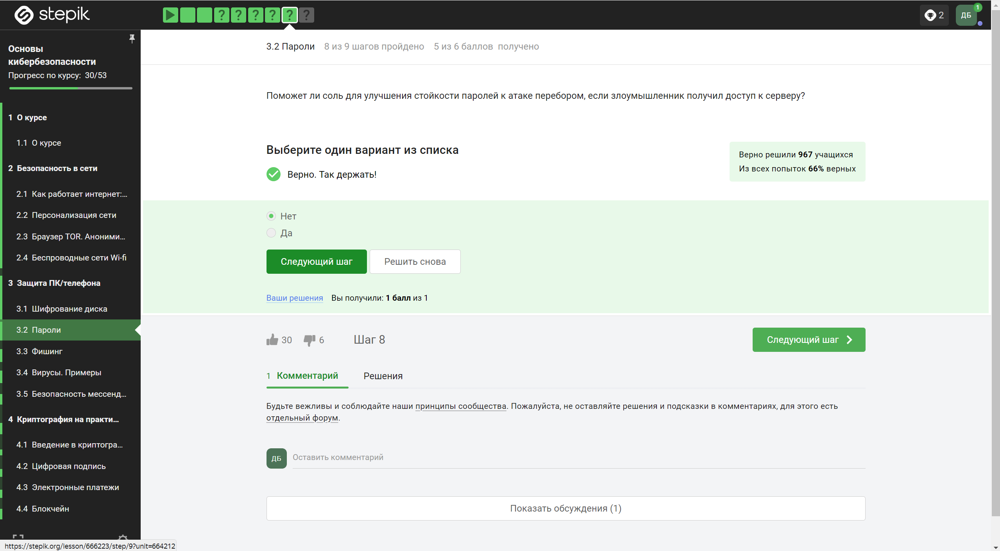 stepik
? ? ? ? ? ?
2
ДБ
1
Основы
кибербезопасности
Прогресс по курсу: 30/53
1 О курсе
1.1 О курсе
2 Безопасность в сети
2.1 Как работает интернет:...
2.2 Персонализация сети
2.3 Браузер TOR. Аноними...
2.4 Беспроводные сети Wi-fi
3 Защита ПК/телефона
3.1 Шифрование диска
3.2 Пароли
3.3 Фишинг
3.4 Вирусы. Примеры
3.5 Безопасность мессенд...
4 Криптография на практи...
4.1 Введение в криптогра...
4.2 Цифровая подпись
4.3 Электронные платежи
4.4 Блокчейн
3.2 Пароли 8 из 9 шагов пройдено 5 из 6 баллов получено
Поможет ли соль для улучшения стойкости паролей к атаке перебором, если злоумышленник получил доступ к серверу?
Выберите один вариант из списка
Верно. Так держать!
Верно решили 967 учащихся
Из всех попыток 66% верных
Нет
Да
Следующий шаг Решить снова
Ваши решения Вы получили: 1 балл из 1
30 6 Шаг 8 Следующий шаг
1 Комментарий Решения
Будьте вежливы и соблюдайте наши принципы сообщества. Пожалуйста, не оставляйте решения и подсказки в комментариях, для этого есть
отдельный форум.
ДБ Оставить комментарий
Показать обсуждения (1)
https://stepik.org/lesson/666223/step/9?unit=664212